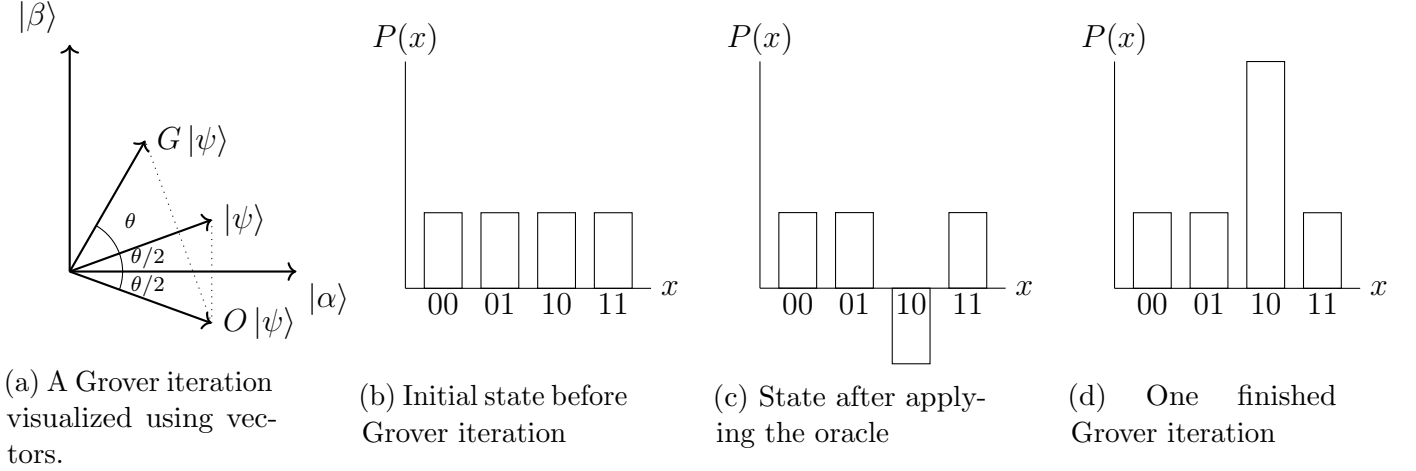 |β⟩
G |ψ⟩
θ
|ψ⟩
θ/2
θ/2
|α⟩
O |ψ⟩
(a) A Grover iteration
visualized using vec-
tors.
P(x)
x
00 01 10 11
(b) Initial state before
Grover iteration
P(x)
x
00 01 10 11
(c) State after apply-
ing the oracle
P(x)
x
00 01 10 11
(d) One finished
Grover iteration